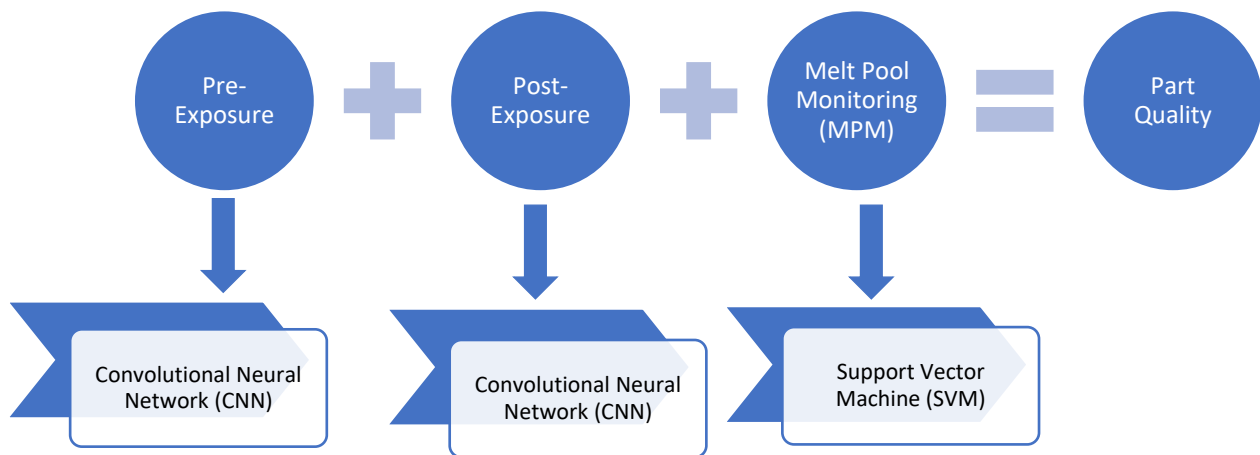 Pre-
Exposure
Post-
Exposure
Melt Pool
Monitoring
(MPM)
Part
Quality
Convolutional Neural
Network (CNN)
Convolutional Neural
Network (CNN)
Support Vector
Machine (SVM)